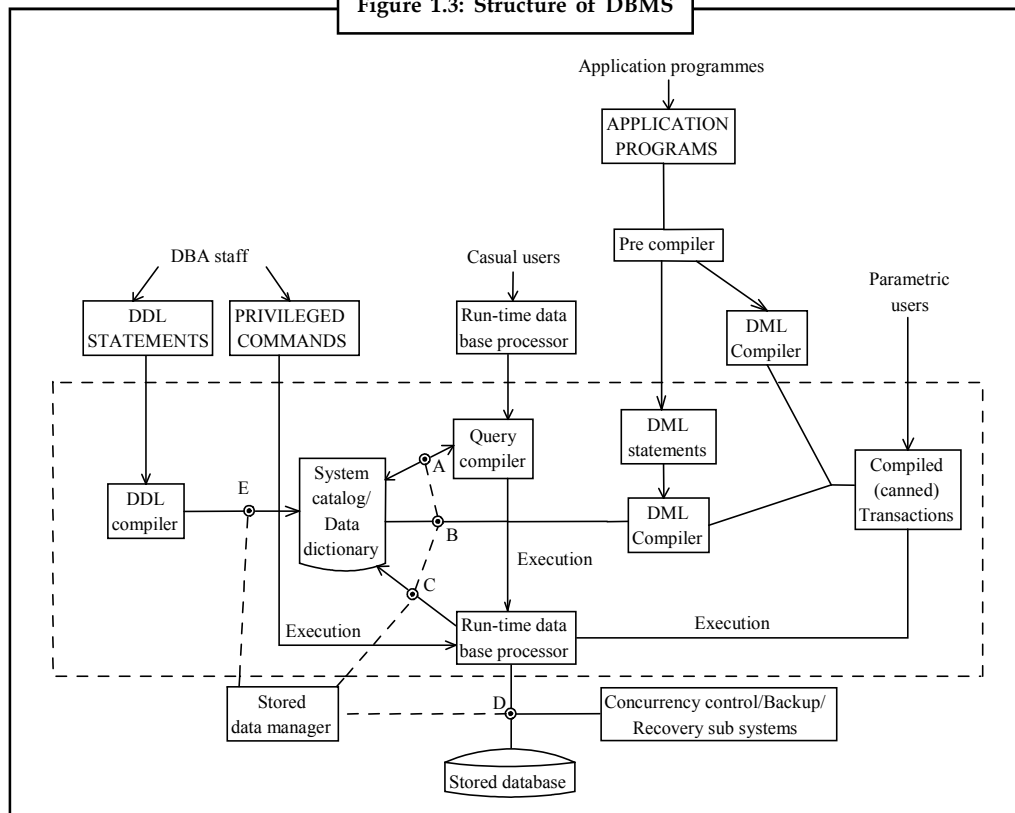 Figure 1.3: Structure of DBMS
Application programmes
APPLICATION
PROGRAMS
Pre compiler
DBA staff
Casual users
Parametric
users
DDL
STATEMENTS
PRIVILEGED
COMMANDS
Run-time data
base processor
DML
Compiler
Query
compiler
DML
statements
Compiled
(canned)
Transactions
System
catalog/
Data
dictionary
DDL
compiler
E
A
B
DML
Compiler
C
Execution
Execution
Run-time data
base processor
Execution
Stored
data manager
D
Concurrency control/Backup/
Recovery sub systems
Stored database